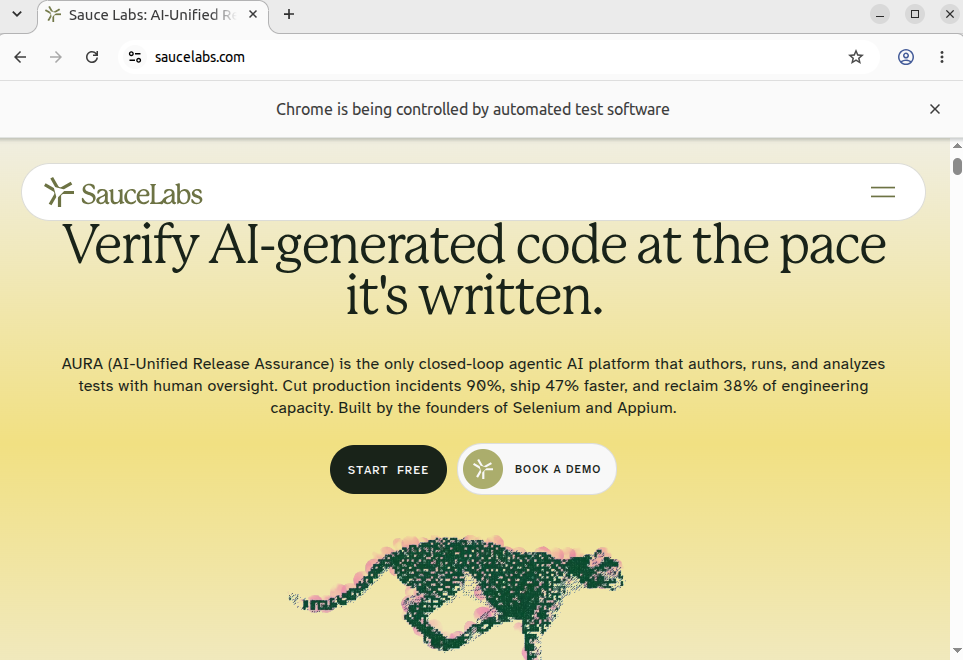 Sauce Labs: AI-Unified Re
saucelabs.com
Chrome is being controlled by automated test software
SauceLabs
Verify AI-generated code at the pace
it's written.
AURA (AI-Unified Release Assurance) is the only closed-loop agentic AI platform that authors, runs, and analyzes
tests with human oversight. Cut production incidents 90%, ship 47% faster, and reclaim 38% of engineering
capacity. Built by the founders of Selenium and Appium.
START FREE
BOOK A DEMO